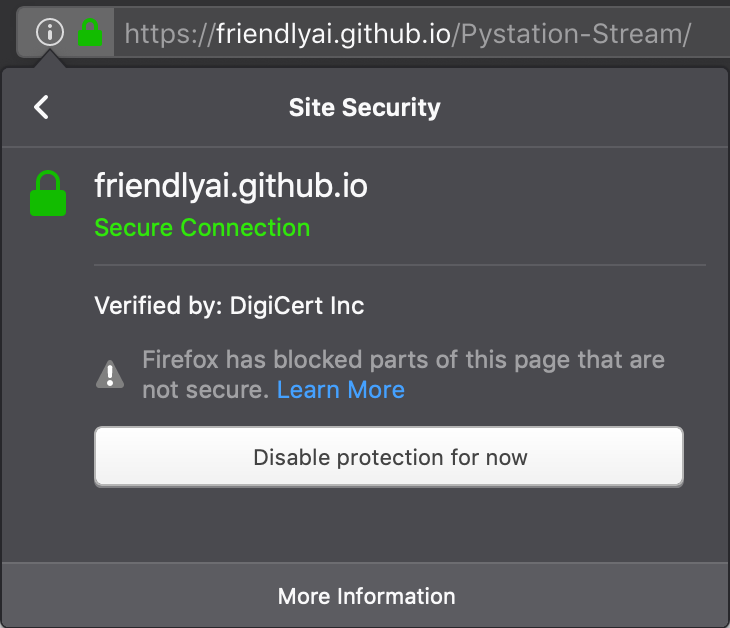 https://friendlyai.github.io/Pystation-Stream/
Site Security
friendlyai.github.io
Secure Connection
Verified by: DigiCert Inc
Firefox has blocked parts of this page that are
not secure. Learn More
Disable protection for now
More Information